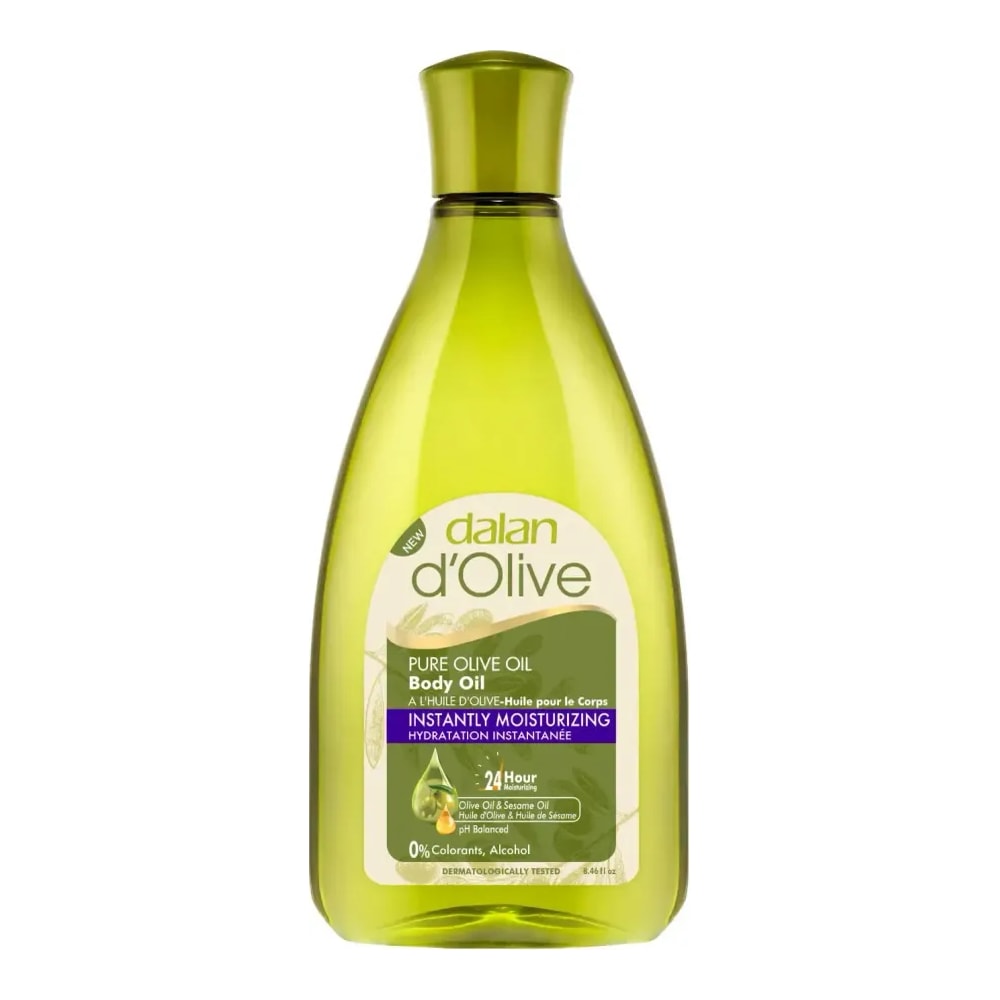 NEW
dalan
d'Olive
PURE OLIVE OIL
Body Oil
A L'HUILE D'OLIVE-Huile pour le Corps
INSTANTLY MOISTURIZING
HYDRATATION INSTANTANÉE
24 Hour
Moisturizing
Olive Oil & Sesame Oil
Huile d'Olive & Huile de Sésame
pH Balanced
0% Colorants, Alcohol
DERMATOLOGICALLY TESTED 8.46 fl oz